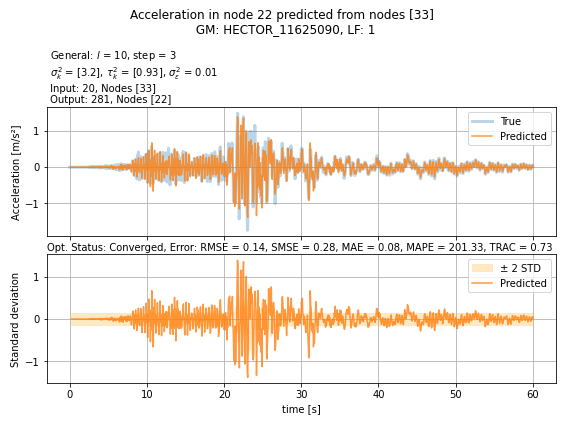 Acceleration in node 22 predicted from nodes [33]
GM: HECTOR_11625090, LF: 1
General: l = 10, step = 3
σ²ₖ = [3.2], τ²ₖ = [0.93], σ²ε = 0.01
Input: 20, Nodes [33]
Output: 281, Nodes [22]
Acceleration [m/s²]
1
0
−1
True
Predicted
Opt. Status: Converged, Error: RMSE = 0.14, SMSE = 0.28, MAE = 0.08, MAPE = 201.33, TRAC = 0.73
Standard deviation
1
0
−1
± 2 STD
Predicted
0 10 20 30 40 50 60
time [s]